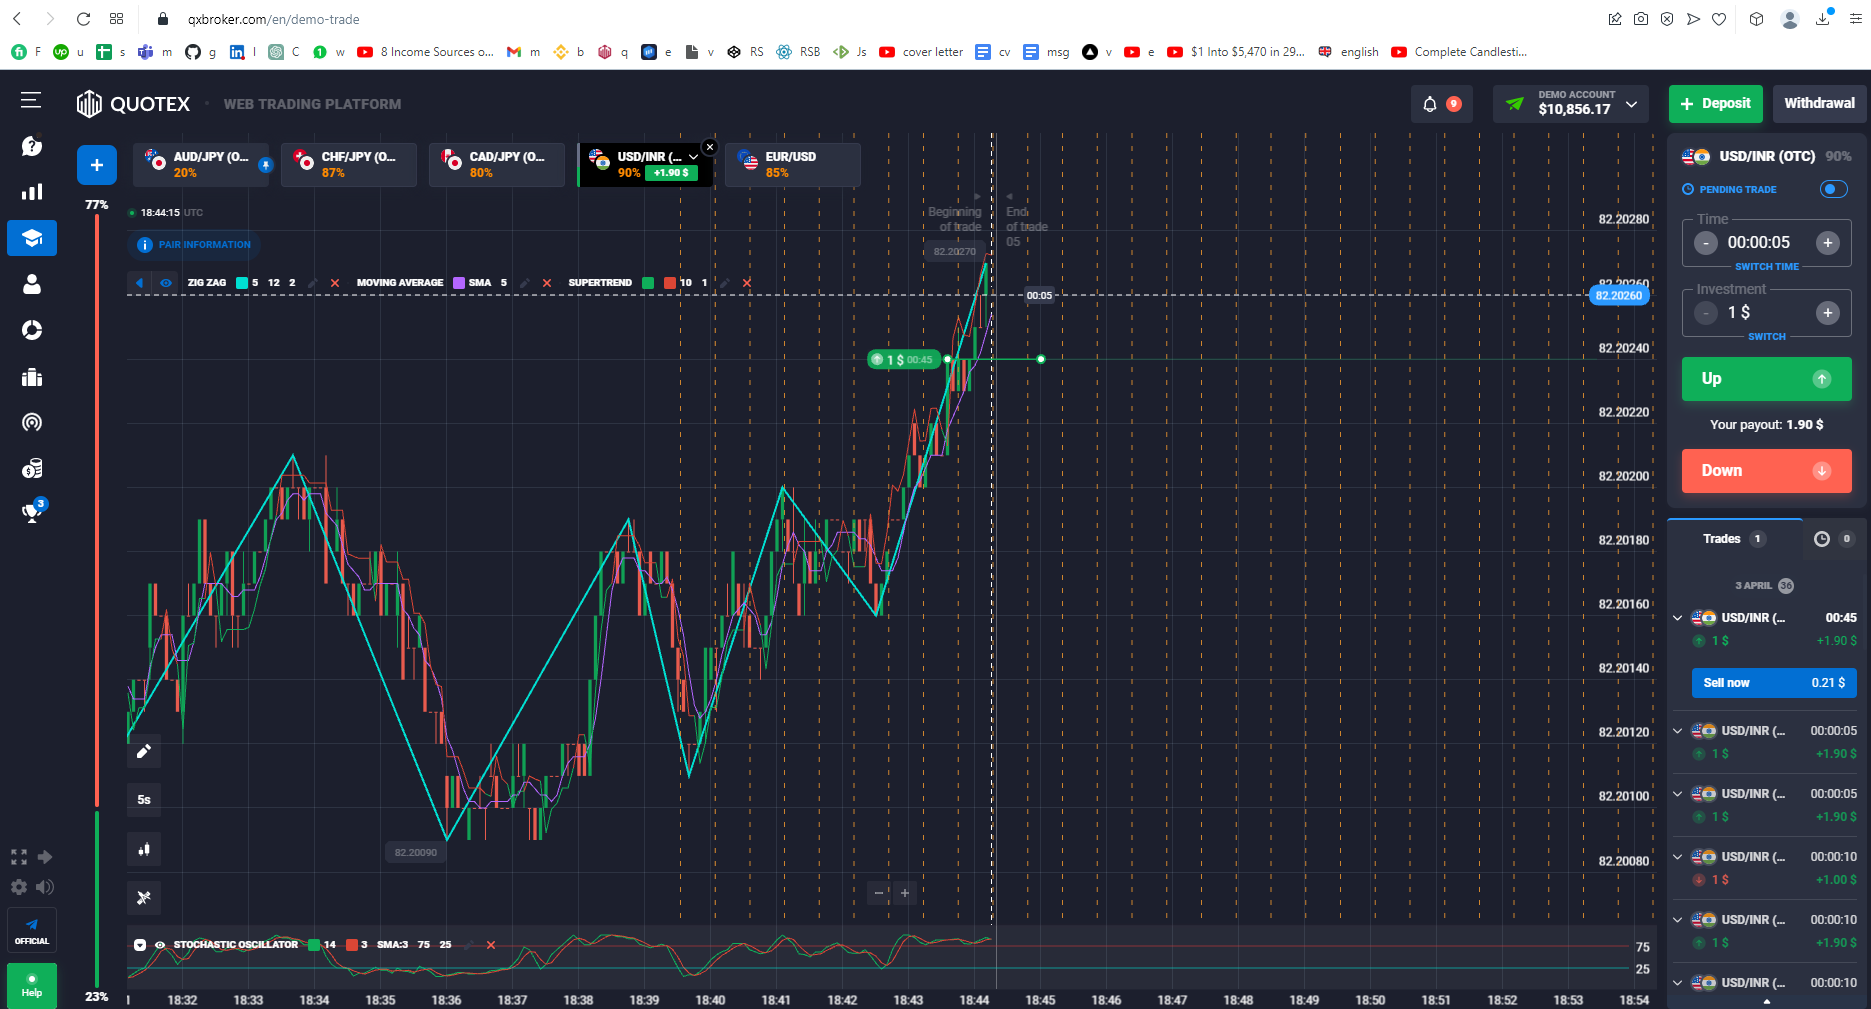 qxbroker.com/en/demo-trade
F
u
s
m
g
l
C
w
8 Income Sources o...
m
b
q
e
v
RS
RSB
Js
cover letter
cv
msg
v
e
$1 Into $5,470 in 29...
english
Complete Candlesti...
QUOTEX
WEB TRADING PLATFORM
9
DEMO ACCOUNT
$10,856.17
Deposit
Withdrawal
AUD/JPY (O...
20%
CHF/JPY (O...
87%
CAD/JPY (O...
80%
USD/INR (...
90% +1.90 $
EUR/USD
85%
77%
23%
18:44:15 UTC
PAIR INFORMATION
ZIG ZAG 5 12 2
MOVING AVERAGE SMA 5
SUPERTREND 10 1
Beginning
of trade
End
of trade
05
82.20270
00:05
1 $ 00:45
82.20090
5s
82.20280
82.20260
82.20260
82.20240
82.20220
82.20200
82.20180
82.20160
82.20140
82.20120
82.20100
82.20080
STOCHASTIC OSCILLATOR 14 3 SMA:3 75 25
75
25
18:32 18:33 18:34 18:35 18:36 18:37 18:38 18:39 18:40 18:41 18:42 18:43 18:44 18:45 18:46 18:47 18:48 18:49 18:50 18:51 18:52 18:53 18:54
3
OFFICIAL
Help
USD/INR (OTC) 90%
PENDING TRADE
Time
- 00:00:05 +
SWITCH TIME
Investment
- 1 $ +
SWITCH
Up
Your payout: 1.90 $
Down
Trades 1
0
3 APRIL 36
USD/INR (... 00:45
1 $ +1.90 $
Sell now 0.21 $
USD/INR (... 00:00:05
1 $ +1.90 $
USD/INR (... 00:00:05
1 $ +1.90 $
USD/INR (... 00:00:10
1 $ +1.00 $
USD/INR (... 00:00:10
1 $ +1.90 $
USD/INR (... 00:00:10